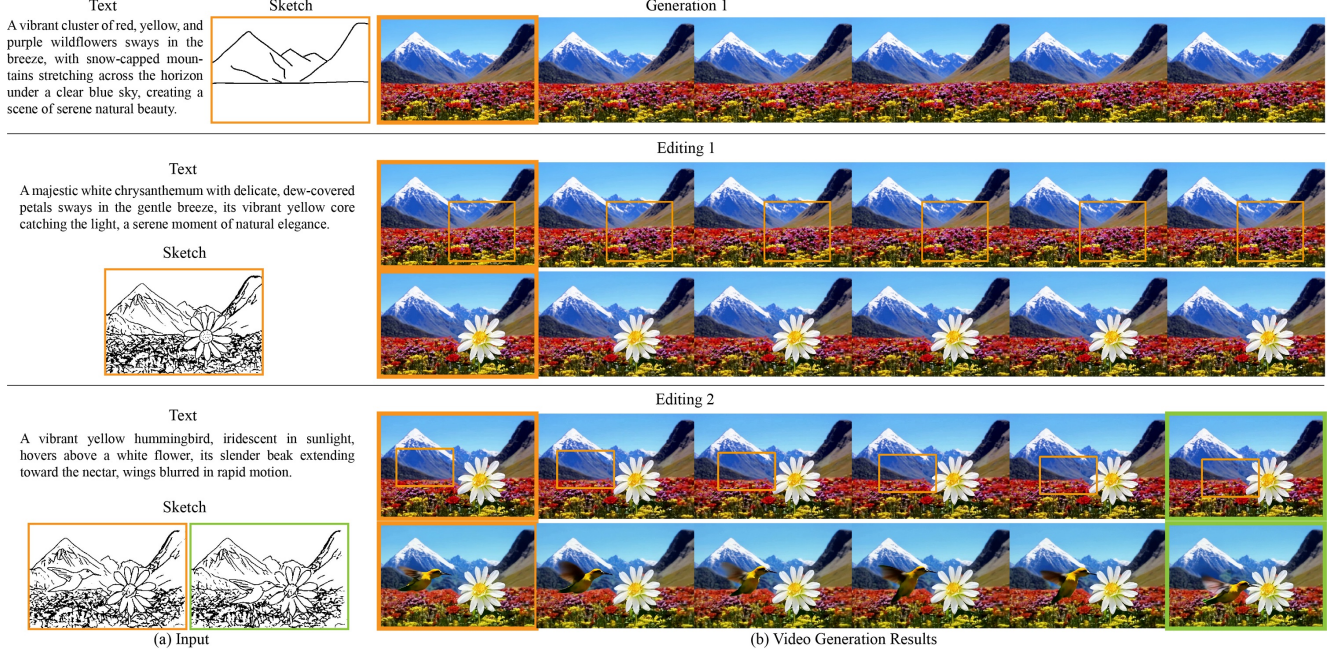 Text
Sketch
Generation 1
A vibrant cluster of red, yellow, and
purple wildflowers sways in the
breeze, with snow-capped moun-
tains stretching across the horizon
under a clear blue sky, creating a
scene of serene natural beauty.
Editing 1
Text
A majestic white chrysanthemum with delicate, dew-covered
petals sways in the gentle breeze, its vibrant yellow core
catching the light, a serene moment of natural elegance.
Sketch
Editing 2
Text
A vibrant yellow hummingbird, iridescent in sunlight,
hovers above a white flower, its slender beak extending
toward the nectar, wings blurred in rapid motion.
Sketch
(a) Input
(b) Video Generation Results